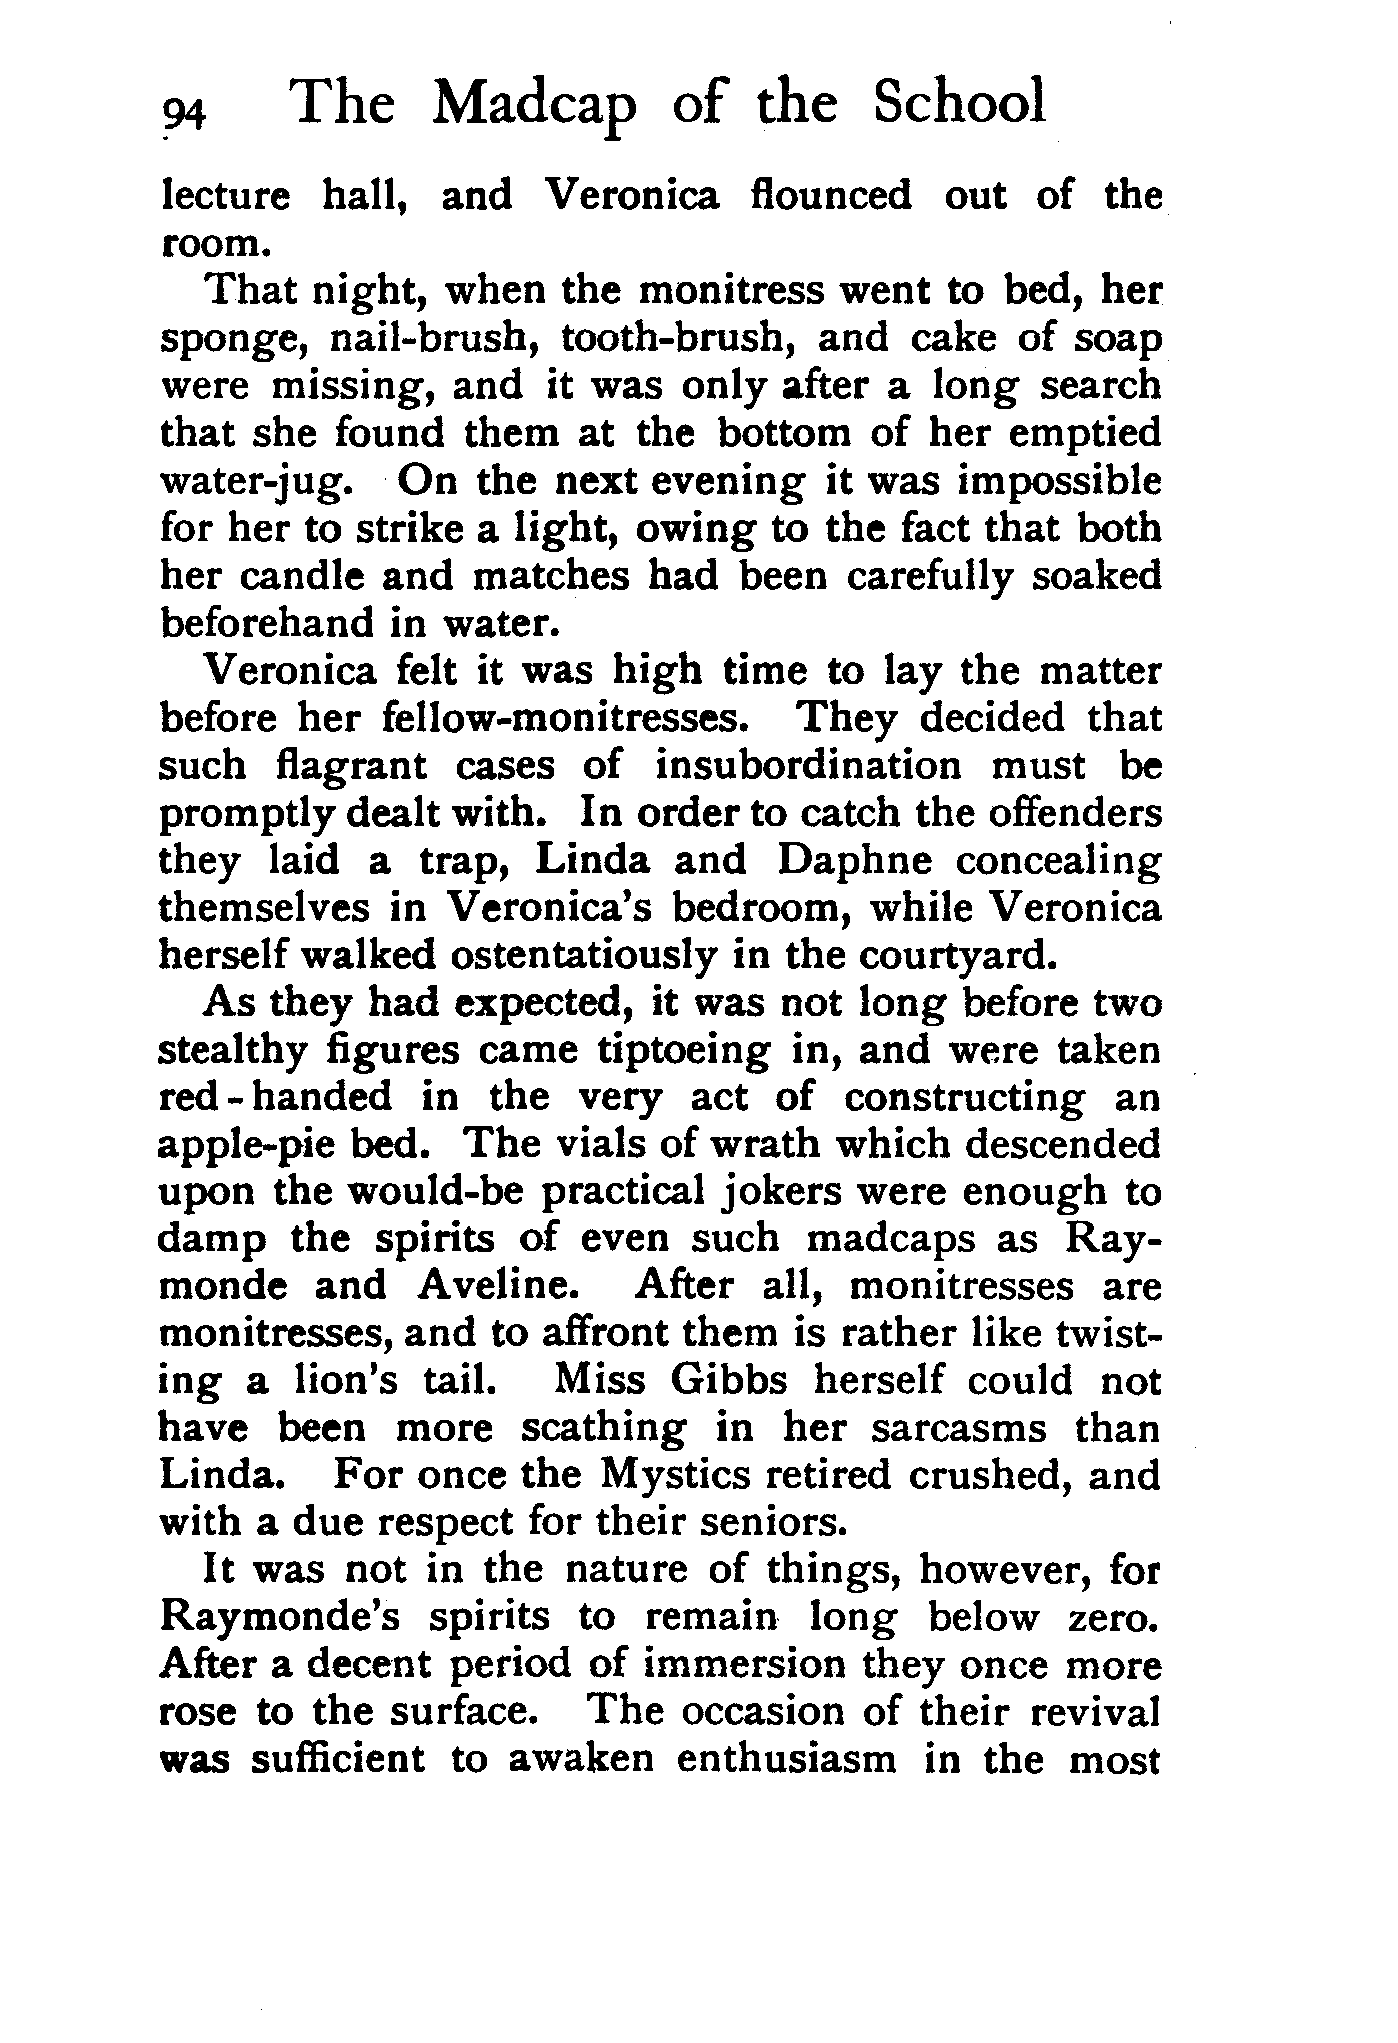 94 The Madcap of the School
lecture hall, and Veronica flounced out of the
room.
That night, when the monitress went to bed, her
sponge, nail-brush, tooth-brush, and cake of soap
were missing, and it was only after a long search
that she found them at the bottom of her emptied
water-jug. On the next evening it was impossible
for her to strike a light, owing to the fact that both
her candle and matches had been carefully soaked
beforehand in water.
Veronica felt it was high time to lay the matter
before her fellow-monitresses. They decided that
such flagrant cases of insubordination must be
promptly dealt with. In order to catch the offenders
they laid a trap, Linda and Daphne concealing
themselves in Veronica's bedroom, while Veronica
herself walked ostentatiously in the courtyard.
As they had expected, it was not long before two
stealthy figures came tiptoeing in, and were taken
red-handed in the very act of constructing an
apple-pie bed. The vials of wrath which descended
upon the would-be practical jokers were enough to
damp the spirits of even such madcaps as Ray-
monde and Aveline. After all, monitresses are
monitresses, and to affront them is rather like twist-
ing a lion's tail. Miss Gibbs herself could not
have been more scathing in her sarcasms than
Linda. For once the Mystics retired crushed, and
with a due respect for their seniors.
It was not in the nature of things, however, for
Raymonde's spirits to remain long below zero.
After a decent period of immersion they once more
rose to the surface. The occasion of their revival
was sufficient to awaken enthusiasm in the most